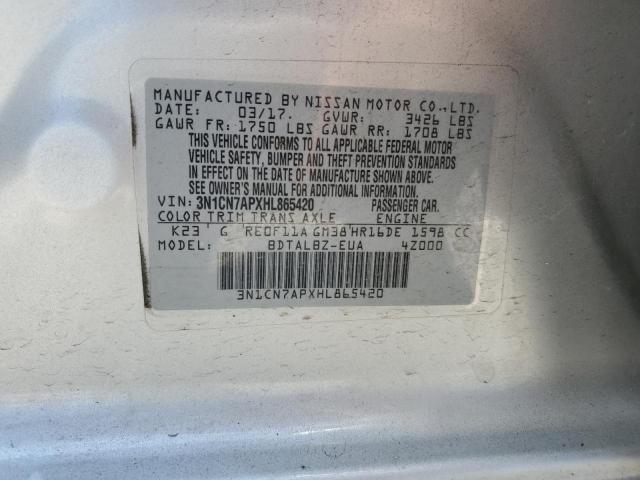 MANUFACTURED BY NISSAN MOTOR CO.,LTD.
DATE: 03/17. GVWR: 3426 LBS
GAWR FR: 1750 LBS GAWR RR: 1708 LBS
THIS VEHICLE CONFORMS TO ALL APPLICABLE FEDERAL MOTOR
VEHICLE SAFETY, BUMPER AND THEFT PREVENTION STANDARDS
IN EFFECT ON THE DATE OF MANUFACTURE SHOWN ABOVE.
SEE OWNER'S MANUAL FOR ADDITIONAL INFORMATION.
VIN: 3N1CN7APXHL865420 PASSENGER CAR.
COLOR TRIM TRANS AXLE ENGINE
K23 G RE0F11A GM38 HR16DE 1598 CC
MODEL: BDTALBZ-EUA 4Z000
3N1CN7APXHL865420